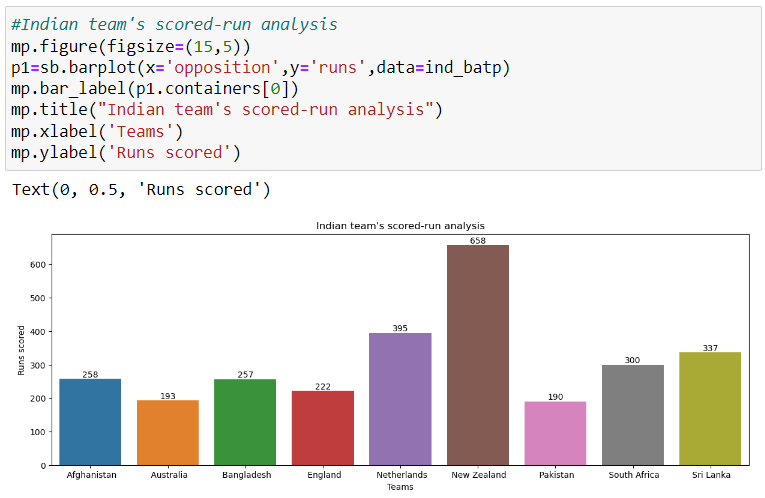 #Indian team's scored-run analysis
mp.figure(figsize=(15,5))
p1=sb.barplot(x='opposition',y='runs',data=ind_batp)
mp.bar_label(p1.containers[0])
mp.title("Indian team's scored-run analysis")
mp.xlabel('Teams')
mp.ylabel('Runs scored')
Text(0, 0.5, 'Runs scored')
Indian team's scored-run analysis
Runs scored
600
500
400
300
200
100
0
258
193
257
222
395
658
190
300
337
Afghanistan
Australia
Bangladesh
England
Netherlands
New Zealand
Pakistan
South Africa
Sri Lanka
Teams